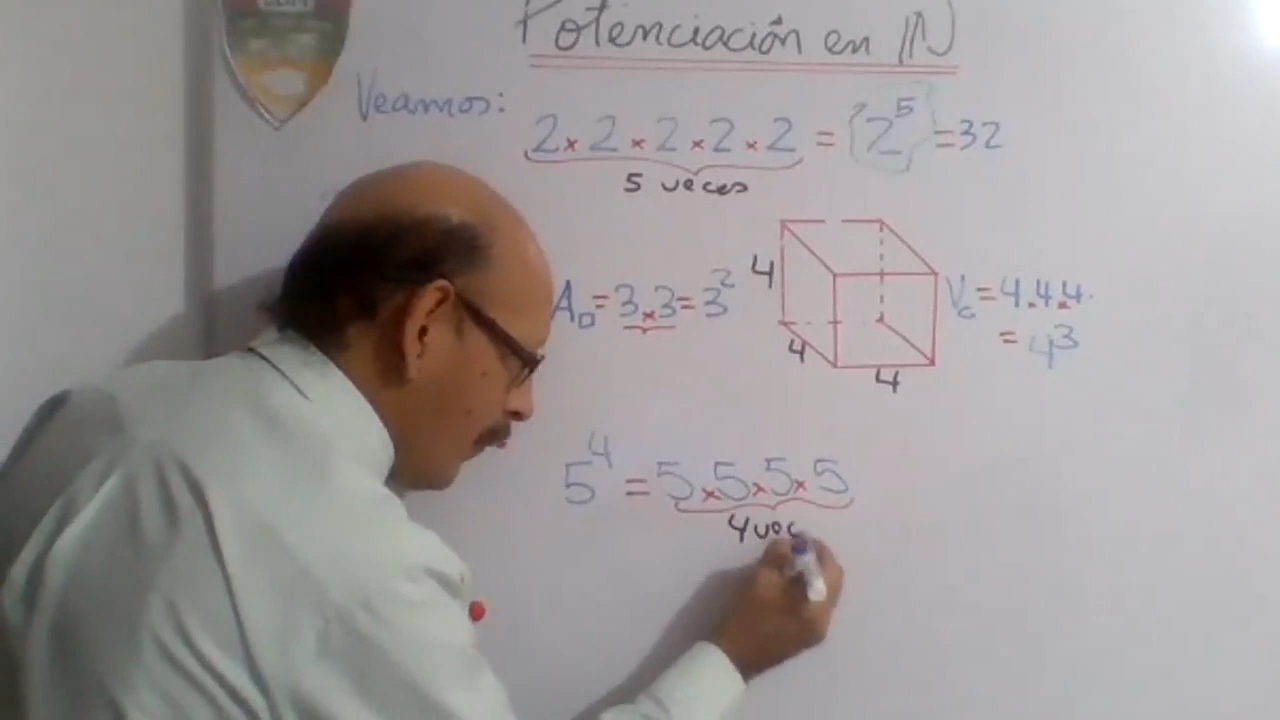 Potenciación en ℕ
Veamos:
2 × 2 × 2 × 2 × 2 = 2⁵ = 32
5 veces
A□ = 3 × 3 = 3²
4
4
4
Vc = 4.4.4
= 4³
5⁴ = 5 × 5 × 5 × 5
4 vec